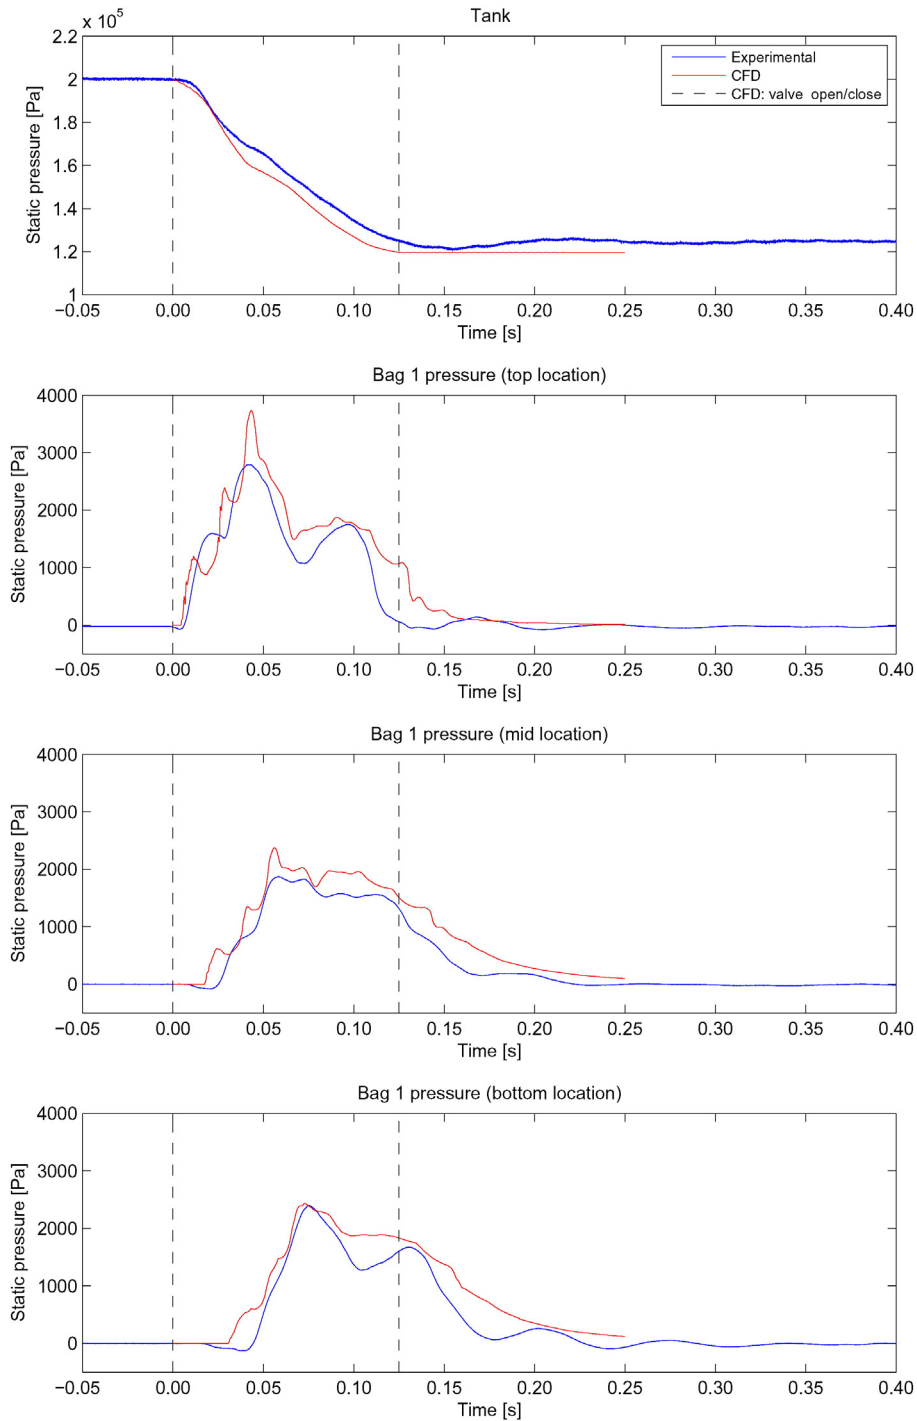 Tank
x 10⁵
2.2
2
1.8
1.6
1.4
1.2
1
Static pressure [Pa]
Experimental
CFD
CFD: valve open/close
−0.05 0.00 0.05 0.10 0.15 0.20 0.25 0.30 0.35 0.40
Time [s]
Bag 1 pressure (top location)
4000
3000
2000
1000
0
Static pressure [Pa]
−0.05 0.00 0.05 0.10 0.15 0.20 0.25 0.30 0.35 0.40
Time [s]
Bag 1 pressure (mid location)
4000
3000
2000
1000
0
Static pressure [Pa]
−0.05 0.00 0.05 0.10 0.15 0.20 0.25 0.30 0.35 0.40
Time [s]
Bag 1 pressure (bottom location)
4000
3000
2000
1000
0
Static pressure [Pa]
−0.05 0.00 0.05 0.10 0.15 0.20 0.25 0.30 0.35 0.40
Time [s]